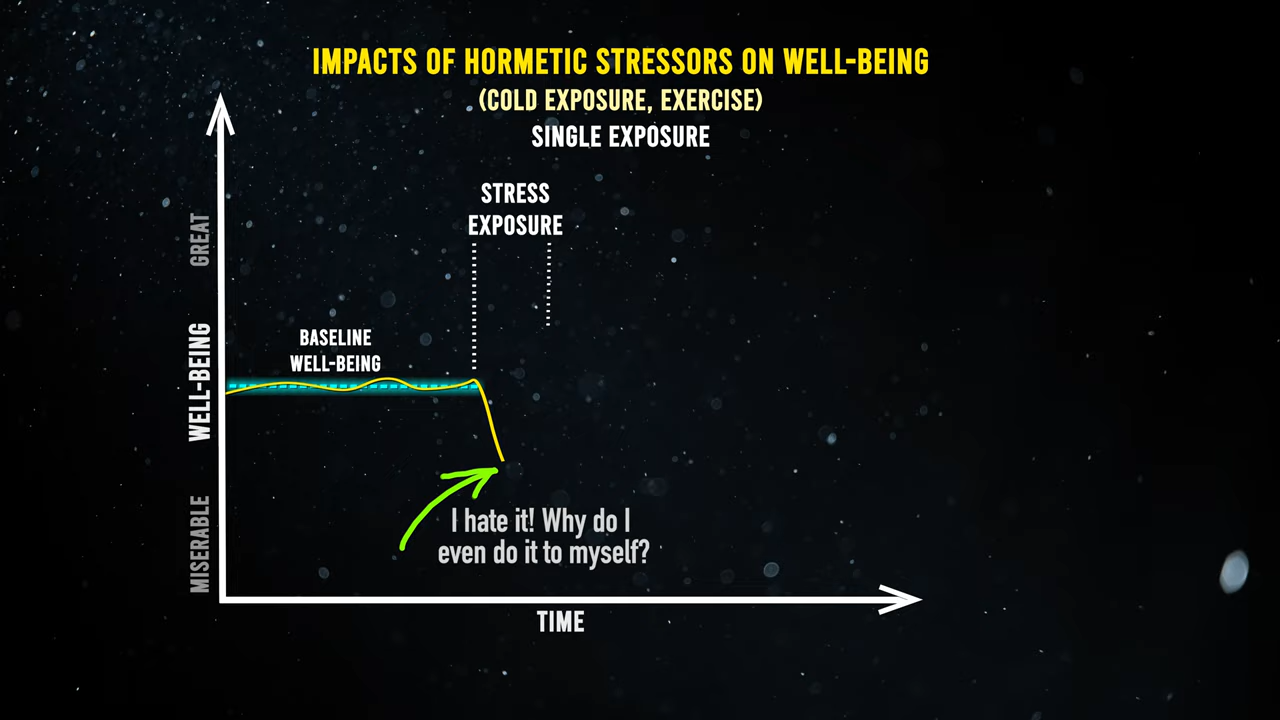 IMPACTS OF HORMETIC STRESSORS ON WELL-BEING
(COLD EXPOSURE, EXERCISE)
SINGLE EXPOSURE
STRESS
EXPOSURE
GREAT
BASELINE
WELL-BEING
WELL-BEING
MISERABLE
I hate it! Why do I
even do it to myself?
TIME